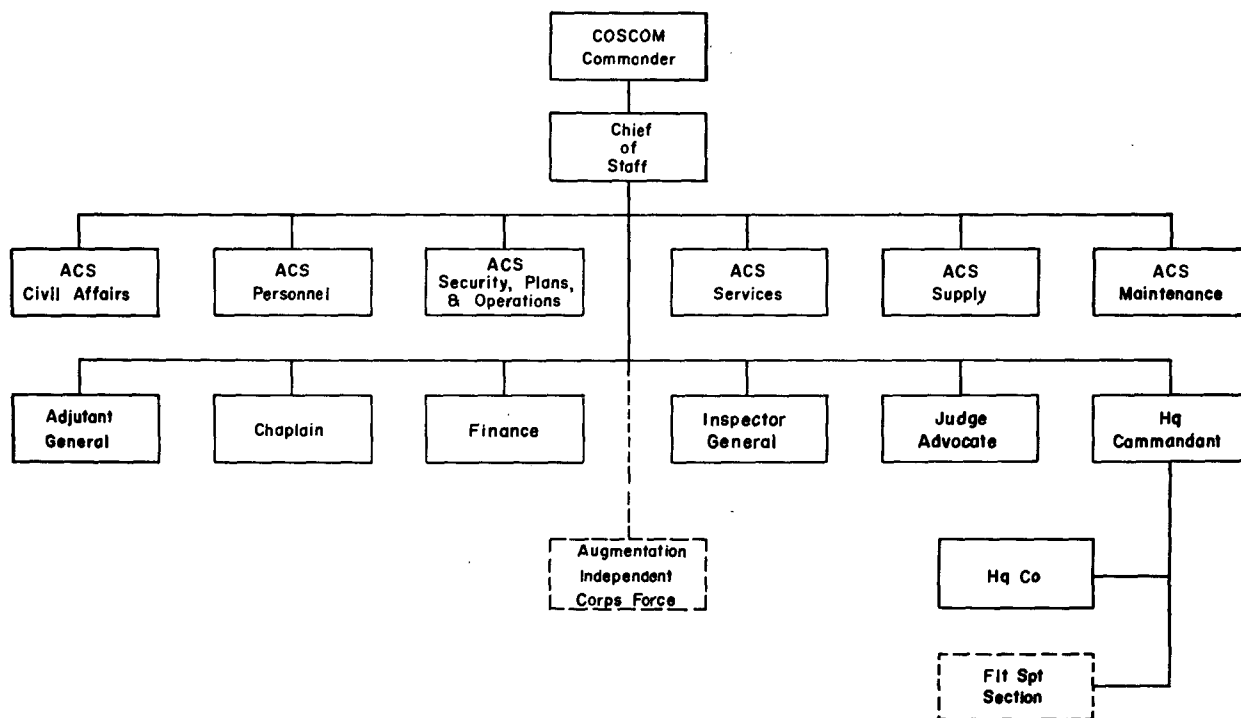 COSCOM
Commander
Chief
of
Staff
ACS
Civil Affairs
ACS
Personnel
ACS
Security, Plans,
& Operations
ACS
Services
ACS
Supply
ACS
Maintenance
Adjutant
General
Chaplain
Finance
Inspector
General
Judge
Advocate
Hq
Cammandant
Augmentation
Independent
Corps Force
Hq Co
Flt Spt
Section